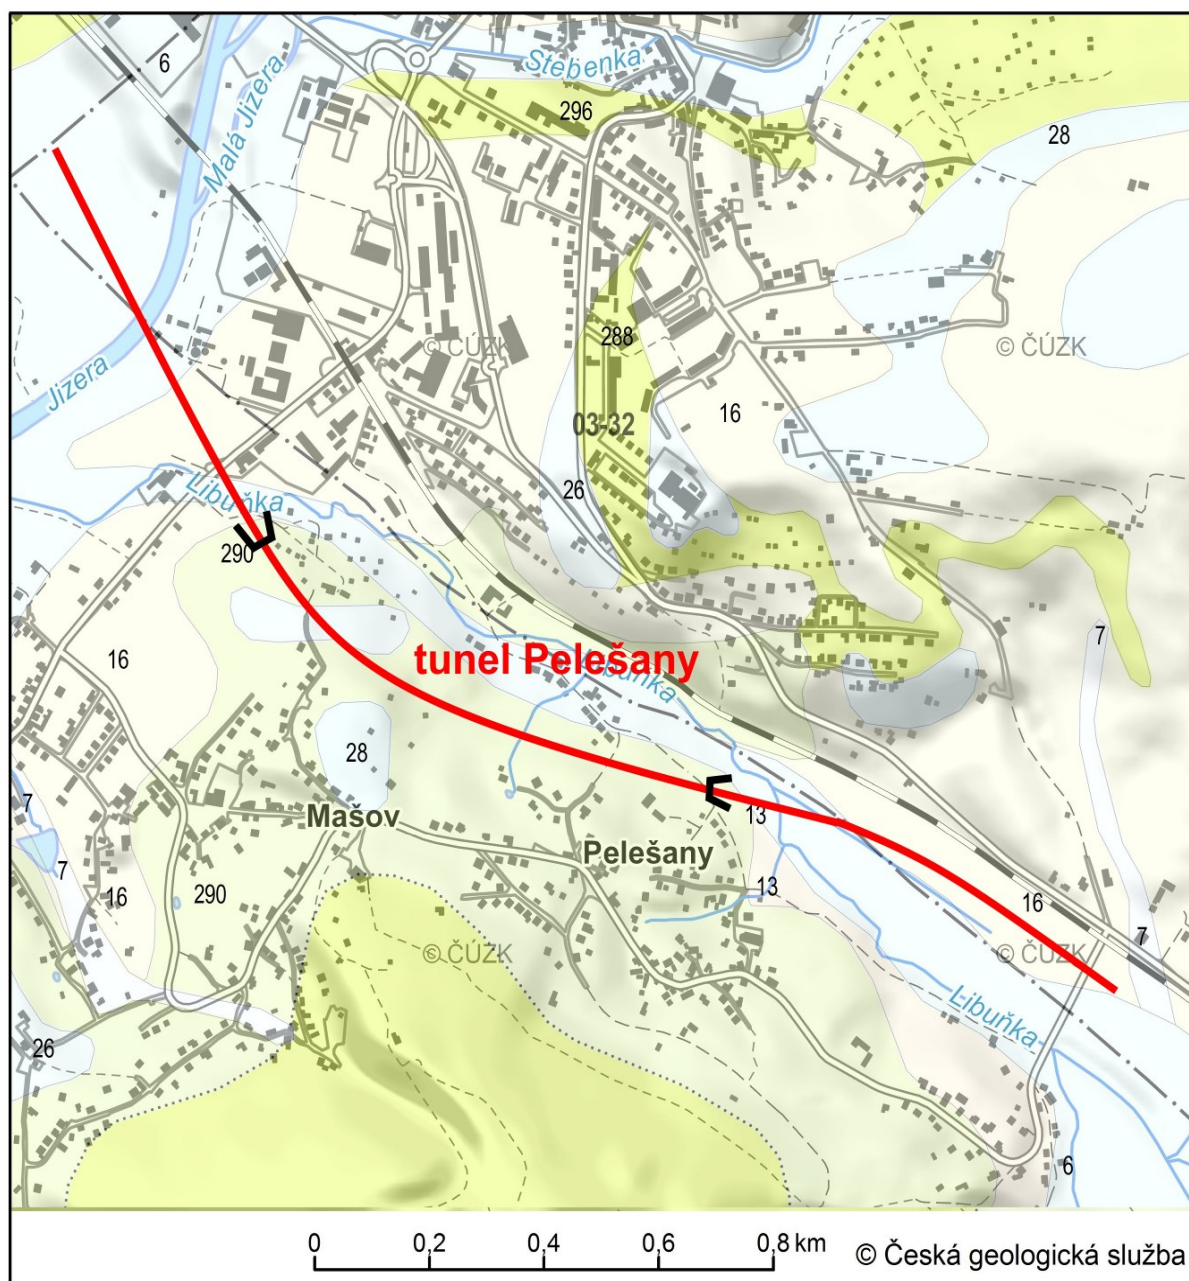 6
Malá Jizera
Stebenka
296
28
288
© ČÚZK
© ČÚZK
Jizera
03-32
16
26
Libuňka
290
tunel Pelešany
Libuňka
7
16
28
7
Mašov
13
Pelešany
7
16
290
13
16
7
© ČÚZK
© ČÚZK
Libuňka
26
6
0
0,2
0,4
0,6
0,8 km
© Česká geologická služba